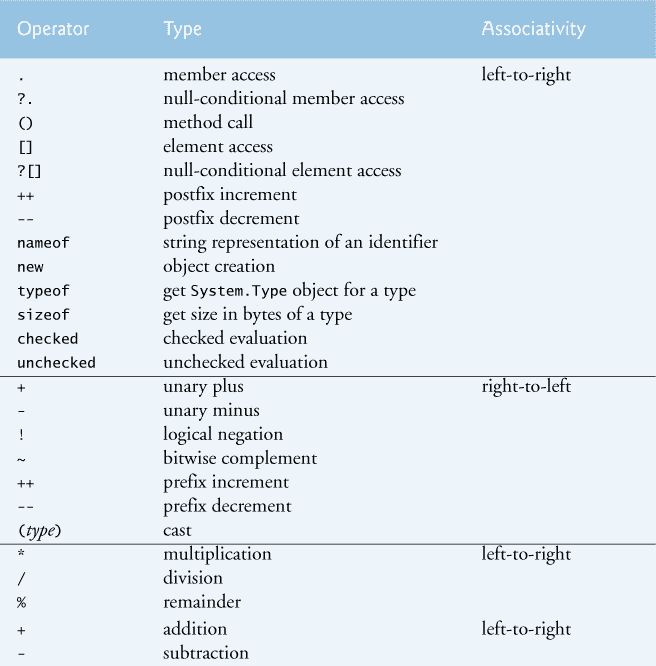 Operator Type Associativity
. member access left-to-right
?. null-conditional member access
() method call
[] element access
?[] null-conditional element access
++ postfix increment
-- postfix decrement
nameof string representation of an identifier
new object creation
typeof get System.Type object for a type
sizeof get size in bytes of a type
checked checked evaluation
unchecked unchecked evaluation
+ unary plus right-to-left
- unary minus
! logical negation
~ bitwise complement
++ prefix increment
-- prefix decrement
(type) cast
* multiplication left-to-right
/ division
% remainder
+ addition left-to-right
- subtraction